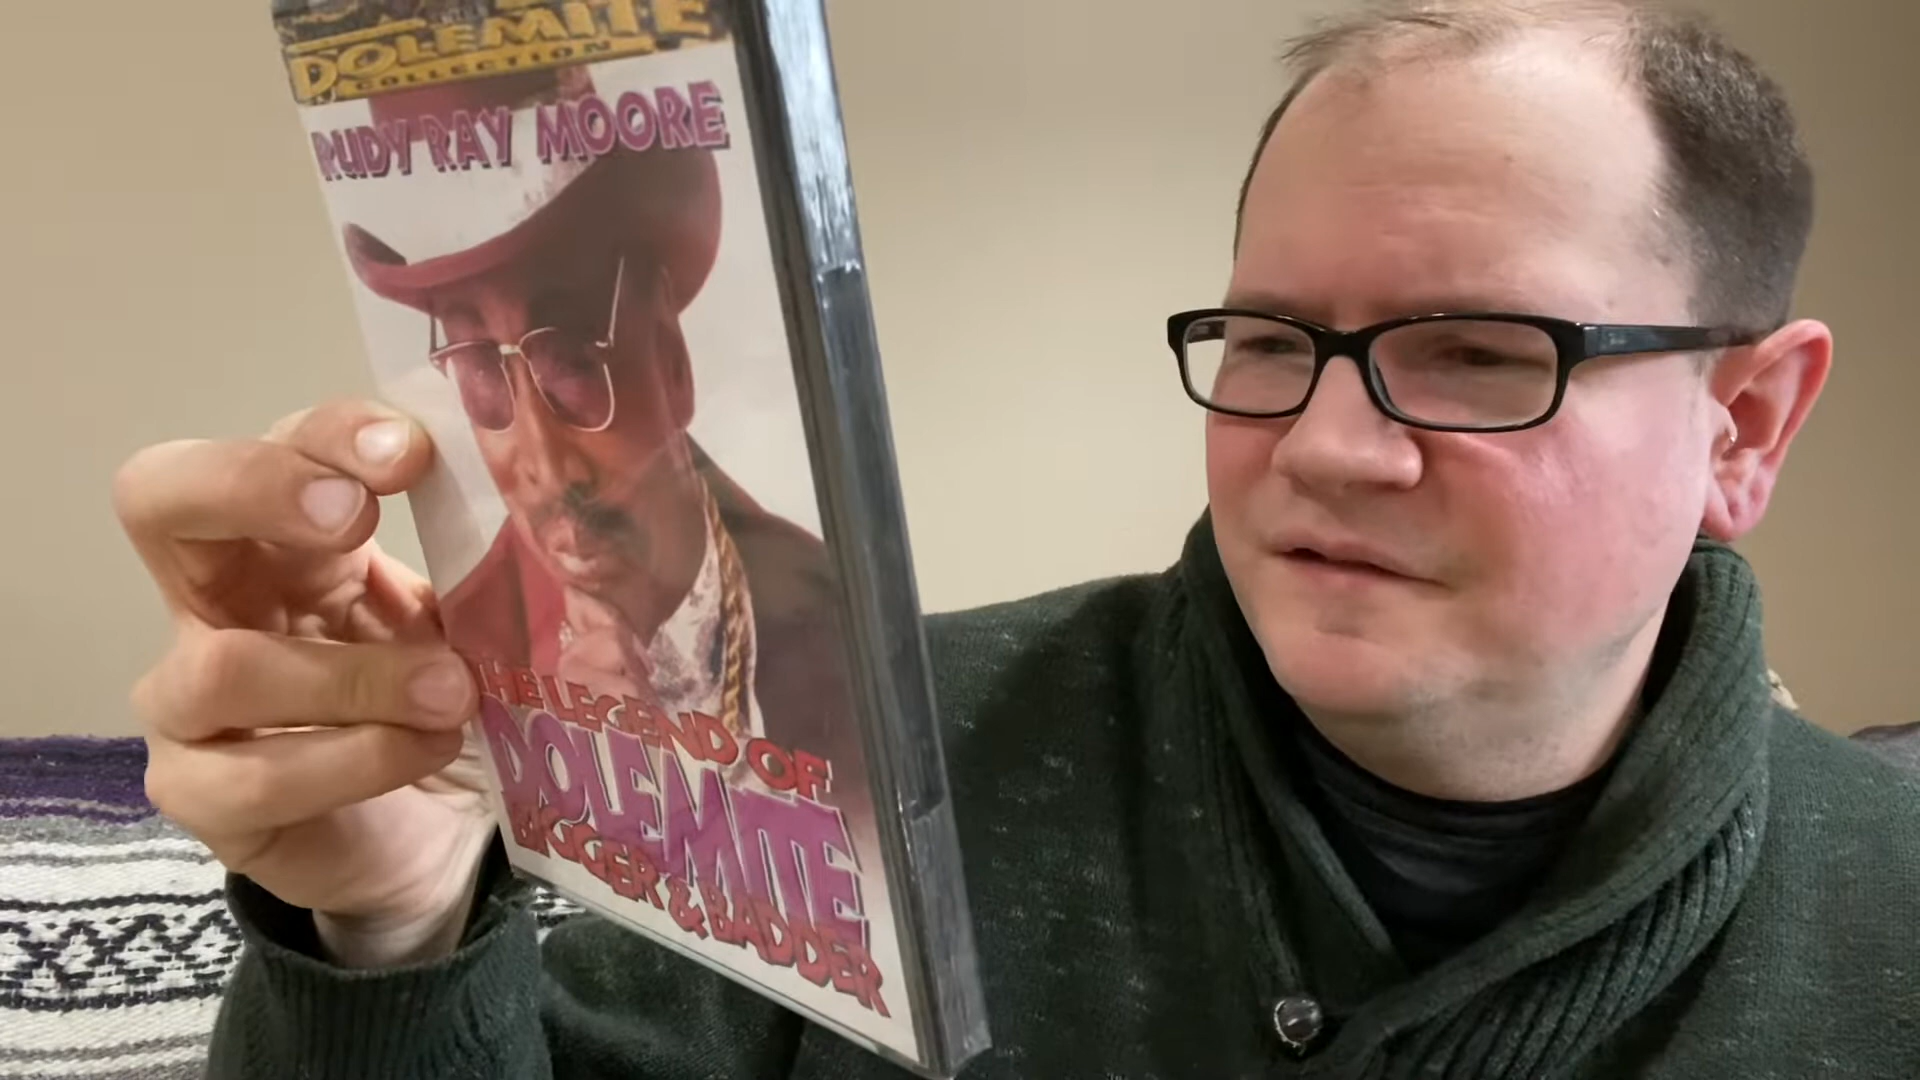 DOLEMITE
COLLECTION
RUDY RAY MOORE
THE LEGEND OF
DOLEMITE
BIGGER & BADDER